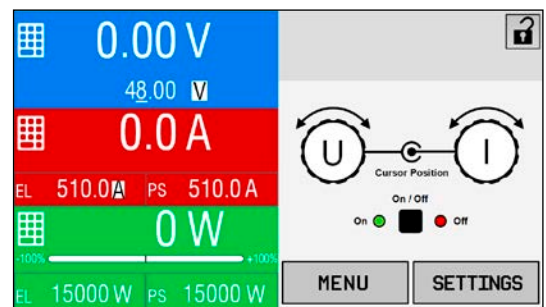 0.00 V
48.00 V
0.0 A
EL 510.0 A PS 510.0 A
0 W
-100% +100%
EL 15000 W PS 15000 W
U I
Cursor Position
On / Off
On Off
MENU SETTINGS